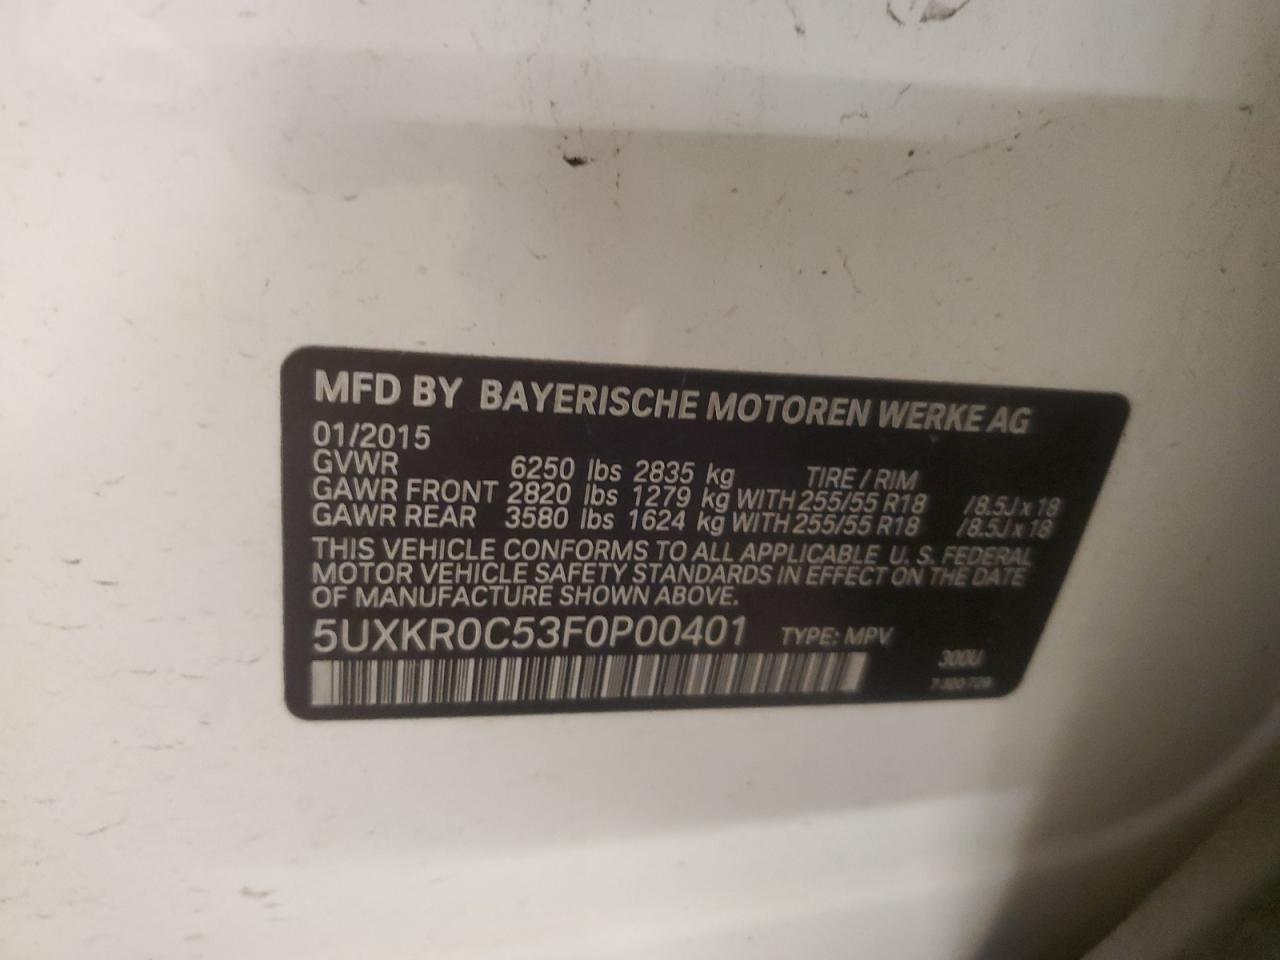 MFD BY BAYERISCHE MOTOREN WERKE AG
01/2015
GVWR 6250 lbs 2835 kg TIRE / RIM
GAWR FRONT 2820 lbs 1279 kg WITH 255/55 R18 /8.5J x 18
GAWR REAR 3580 lbs 1624 kg WITH 255/55 R18 /8.5J x 18
THIS VEHICLE CONFORMS TO ALL APPLICABLE U. S. FEDERAL
MOTOR VEHICLE SAFETY STANDARDS IN EFFECT ON THE DATE
OF MANUFACTURE SHOWN ABOVE.
5UXKR0C53F0P00401 TYPE: MPV
300U